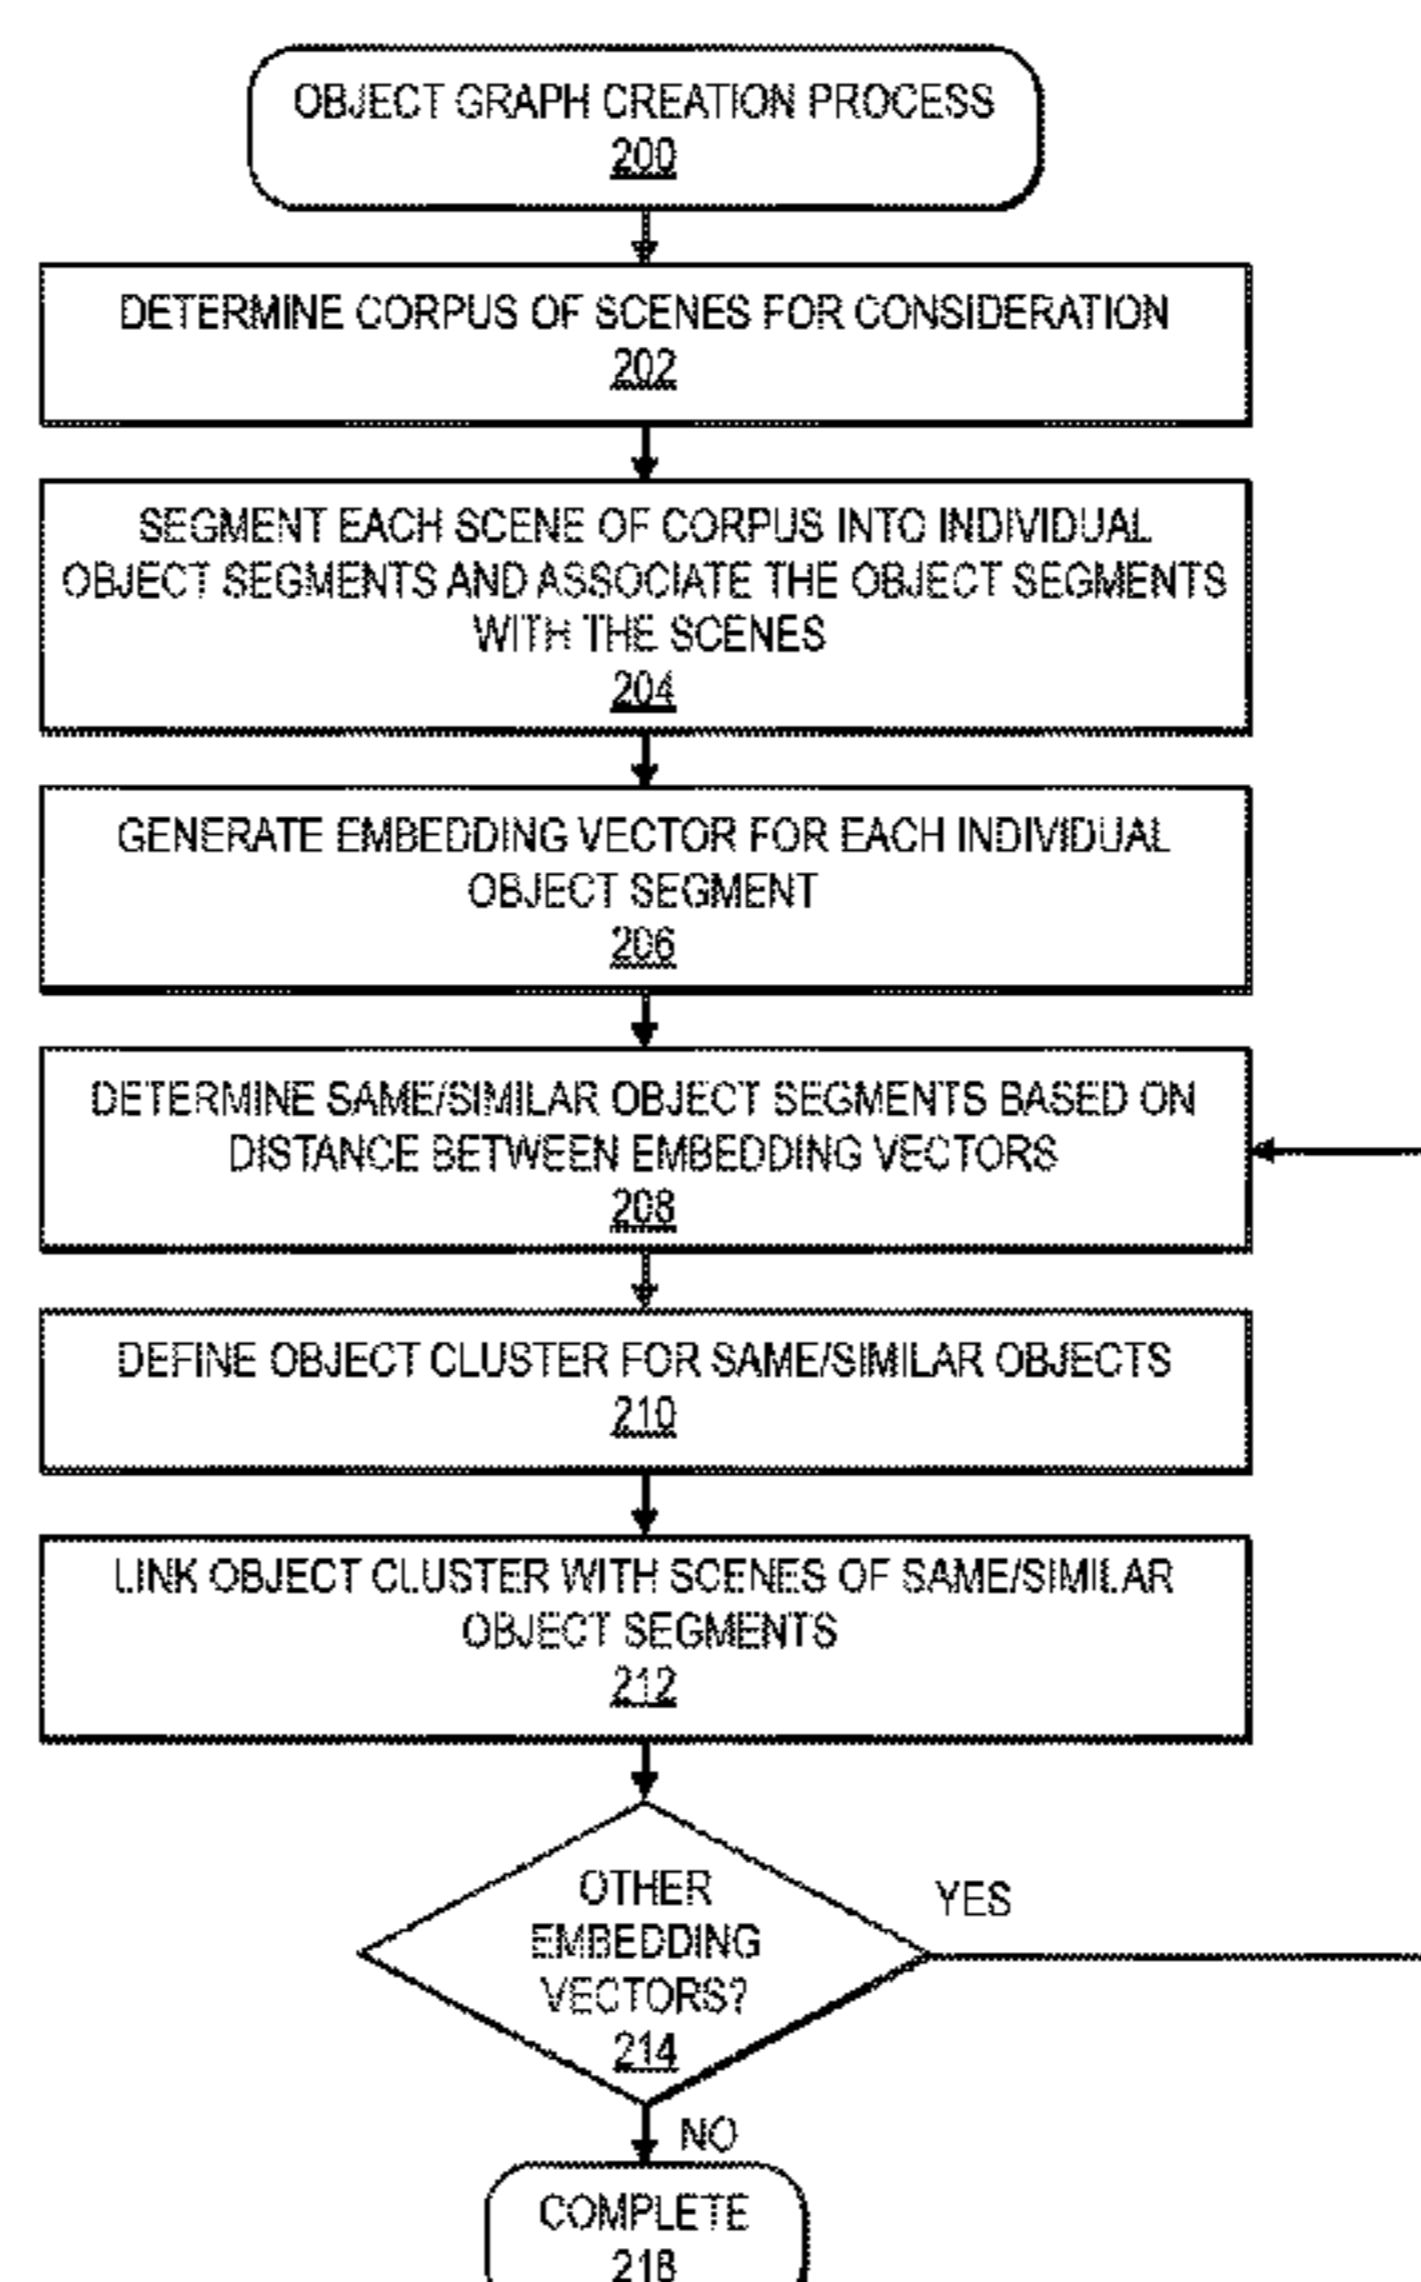 OBJECT GRAPH CREATION PROCESS
200
DETERMINE CORPUS OF SCENES FOR CONSIDERATION
202
SEGMENT EACH SCENE OF CORPUS INTO INDIVIDUAL
OBJECT SEGMENTS AND ASSOCIATE THE OBJECT SEGMENTS
WITH THE SCENES
204
GENERATE EMBEDDING VECTOR FOR EACH INDIVIDUAL
OBJECT SEGMENT
206
DETERMINE SAME/SIMILAR OBJECT SEGMENTS BASED ON
DISTANCE BETWEEN EMBEDDING VECTORS
208
DEFINE OBJECT CLUSTER FOR SAME/SIMILAR OBJECTS
210
LINK OBJECT CLUSTER WITH SCENES OF SAME/SIMILAR
OBJECT SEGMENTS
212
OTHER
EMBEDDING
VECTORS?
214
YES
NO
COMPLETE